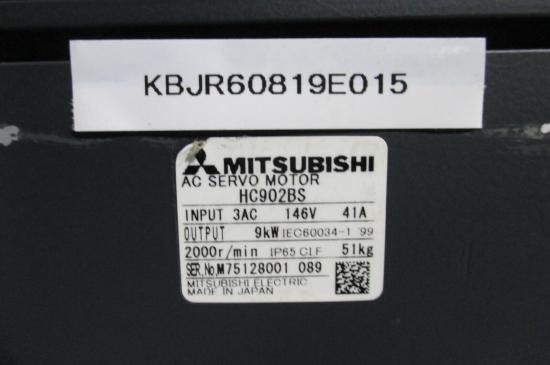 KBJR60819E015
MITSUBISHI
AC SERVO MOTOR
HC902BS
INPUT 3AC 146V 41A
OUTPUT 9kW IEC60034-1 '99
2000r/min IP65 CLF 51kg
SER.No.M75128001 089
MITSUBISHI ELECTRIC
MADE IN JAPAN